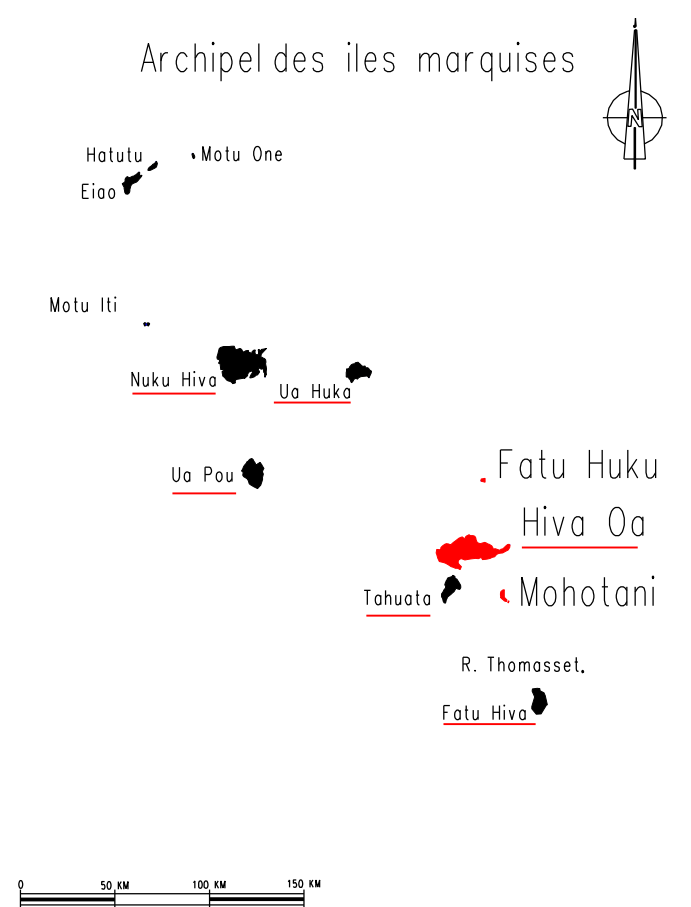 Archipel des iles marquises
N
Hatutu
Motu One
Eiao
Motu Iti
Nuku Hiva
Ua Huka
Fatu Huku
Ua Pou
Hiva Oa
Mohotani
Tahuata
R. Thomasset
Fatu Hiva
0 50 KM 100 KM 150 KM